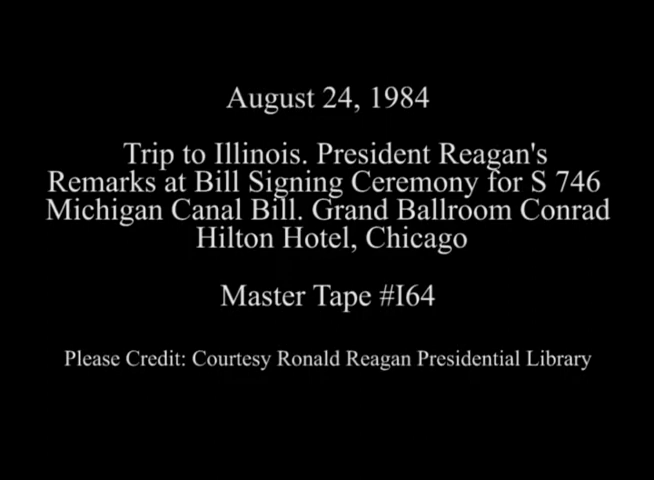 August 24, 1984
Trip to Illinois. President Reagan's
Remarks at Bill Signing Ceremony for S 746
Michigan Canal Bill. Grand Ballroom Conrad
Hilton Hotel, Chicago
Master Tape #I64
Please Credit: Courtesy Ronald Reagan Presidential Library